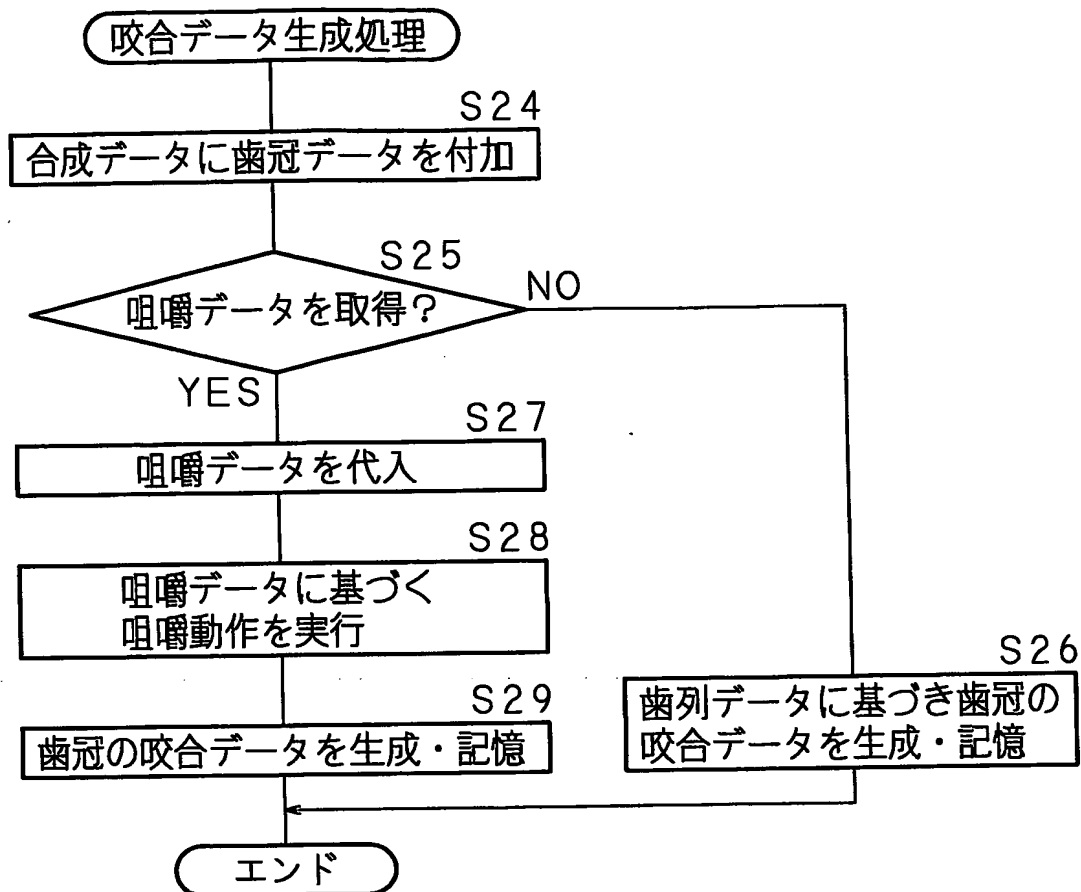 咬合データ生成処理
S24
合成データに歯冠データを付加
S25
咀嚼データを取得?
NO
YES
S27
咀嚼データを代入
S28
咀嚼データに基づく
咀嚼動作を実行
S29
歯冠の咬合データを生成・記憶
S26
歯列データに基づき歯冠の
咬合データを生成・記憶
エンド